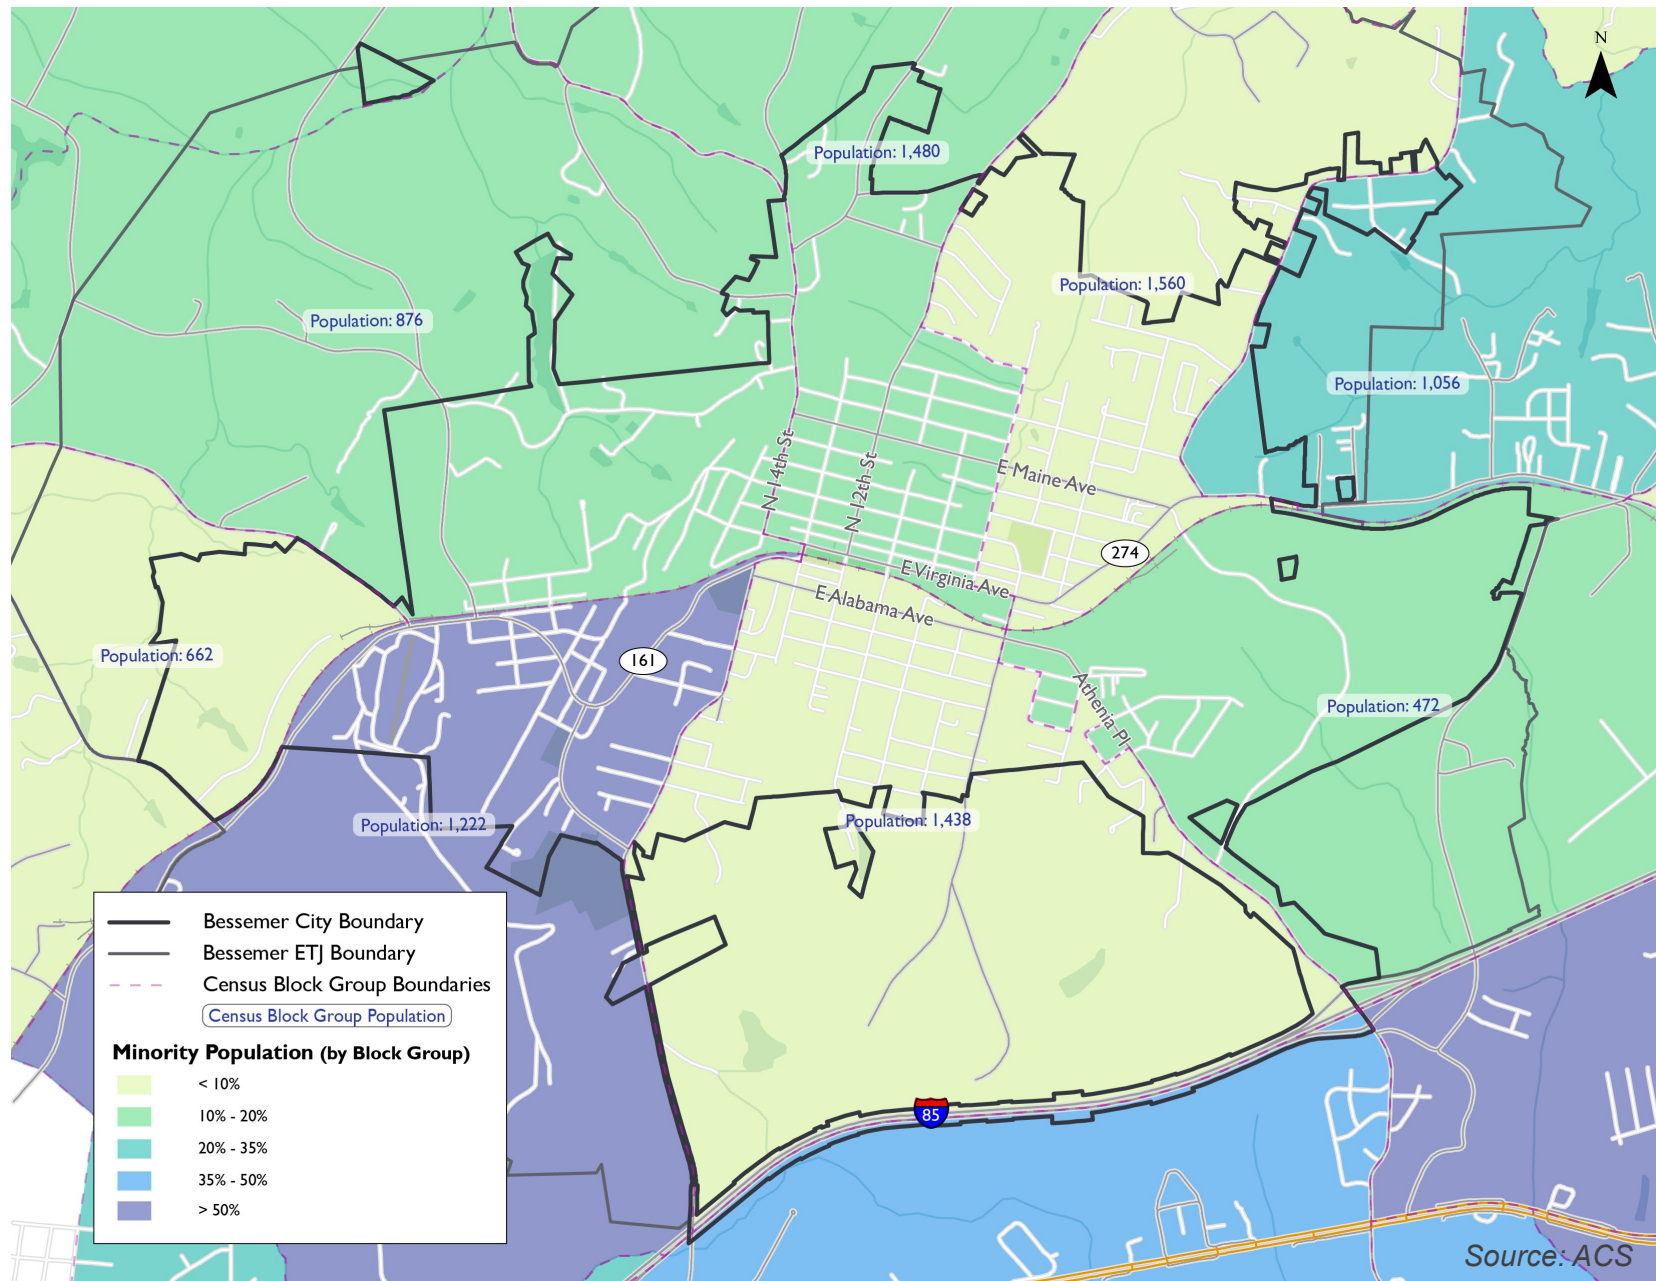 N
Population: 1,480
Population: 1,560
Population: 876
Population: 1,056
N 14th St
N 12th St
E Maine Ave
274
E Virginia Ave
E Alabama Ave
Population: 662
161
Athenia Pl
Population: 472
Population: 1,222
Population: 1,438
Bessemer City Boundary
Bessemer ETJ Boundary
Census Block Group Boundaries
Census Block Group Population
Minority Population (by Block Group)
< 10%
10% - 20%
20% - 35%
35% - 50%
> 50%
85
Source: ACS